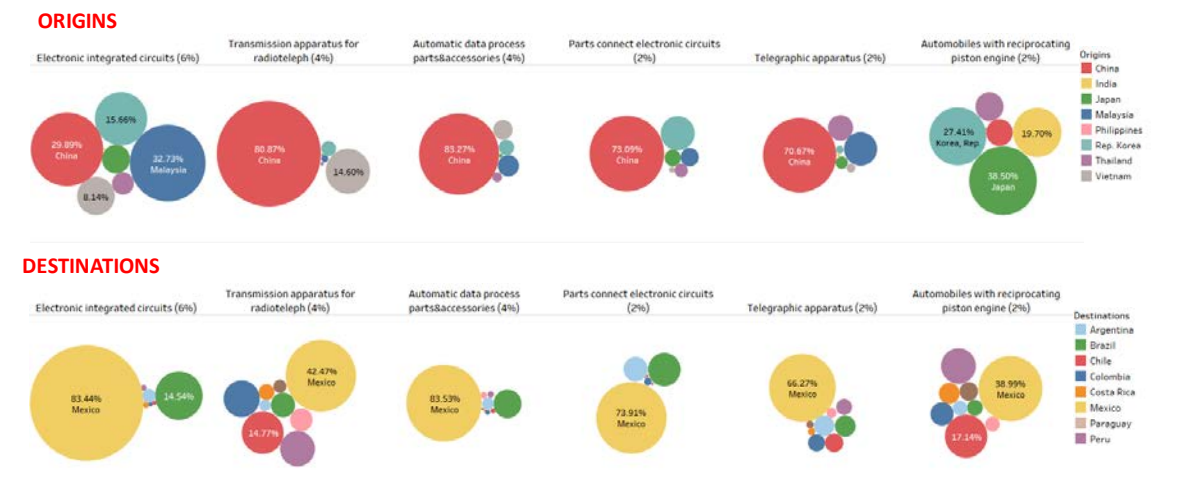 ORIGINS
Electronic integrated circuits (6%)
Transmission apparatus for
radioteleph (4%)
Automatic data process
parts&accessories (4%)
Parts connect electronic circuits
(2%)
Telegraphic apparatus (2%)
Automobiles with reciprocating
piston engine (2%)
29.89%
China
15.66%
32.73%
Malaysia
8.14%
80.87%
China
14.60%
83.27%
China
73.09%
China
70.67%
China
27.41%
Korea, Rep.
19.70%
38.50%
Japan
Origins
China
India
Japan
Malaysia
Philippines
Rep. Korea
Thailand
Vietnam
DESTINATIONS
Electronic integrated circuits (6%)
Transmission apparatus for
radioteleph (4%)
Automatic data process
parts&accessories (4%)
Parts connect electronic circuits
(2%)
Telegraphic apparatus (2%)
Automobiles with reciprocating
piston engine (2%)
83.44%
Mexico
14.54%
42.47%
Mexico
14.77%
83.53%
Mexico
73.91%
Mexico
66.27%
Mexico
38.99%
Mexico
17.14%
Destinations
Argentina
Brazil
Chile
Colombia
Costa Rica
Mexico
Paraguay
Peru